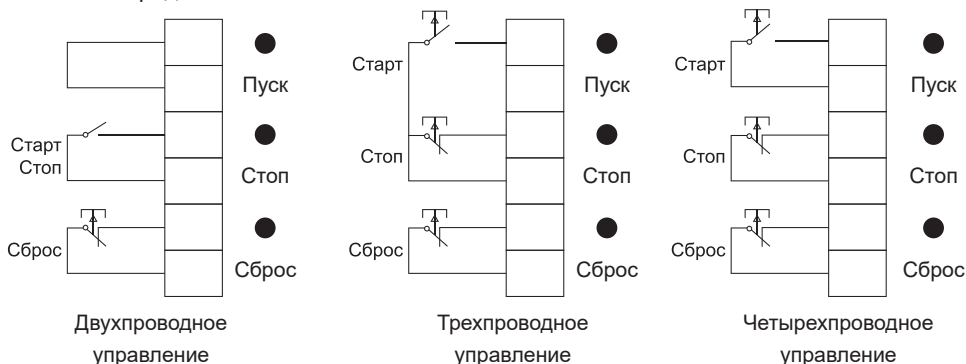 Старт
Стоп
Сброс
Пуск
Стоп
Сброс
Двухпроводное
управление
Старт
Стоп
Сброс
Пуск
Стоп
Сброс
Трехпроводное
управление
Старт
Стоп
Сброс
Пуск
Стоп
Сброс
Четырехпроводное
управление